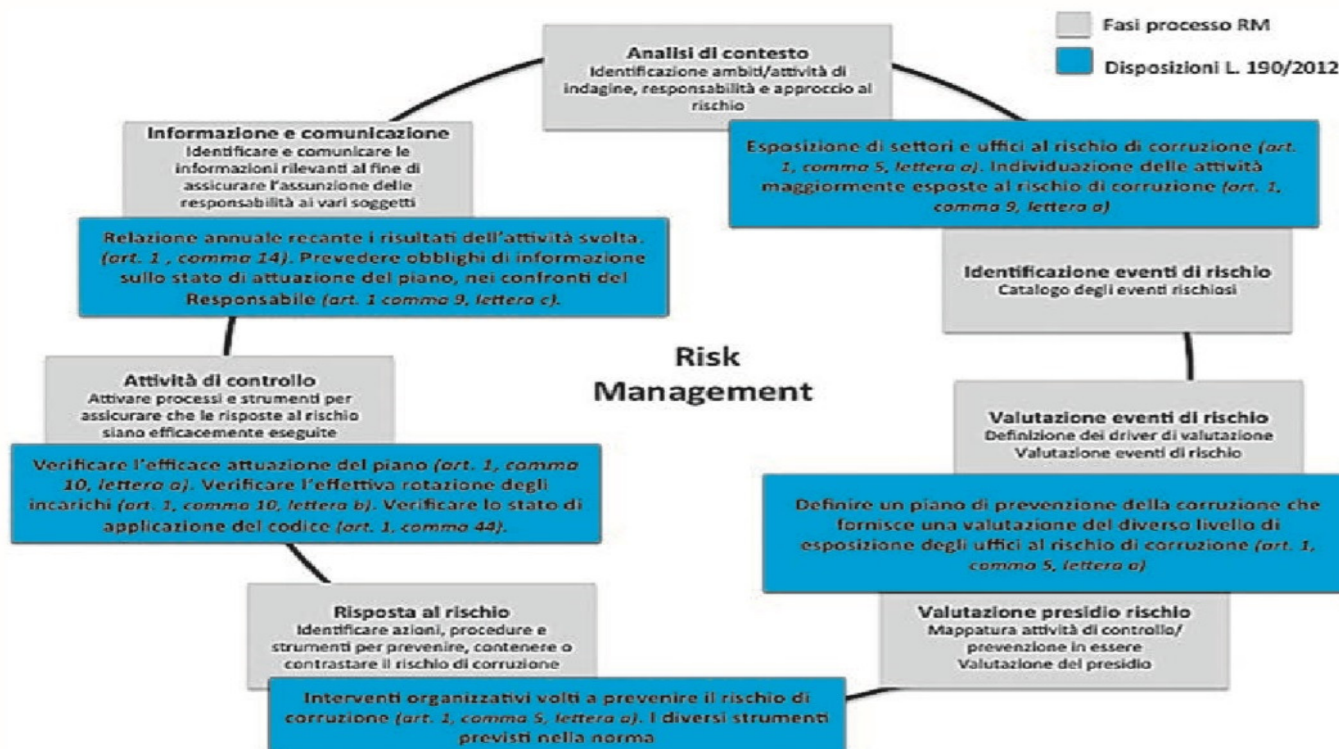 Fasi processo RM
Disposizioni L. 190/2012
Analisi di contesto
Identificazione ambiti/attività di
indagine, responsabilità e approccio al
rischio
Esposizione di settori e uffici al rischio di corruzione (art.
1, comma 5, lettera a). Individuazione delle attività
maggiormente esposte al rischio di corruzione (art. 1,
comma 9, lettera a)
Identificazione eventi di rischio
Catalogo degli eventi rischiosi
Valutazione eventi di rischio
Definizione dei driver di valutazione
Valutazione eventi di rischio
Definire un piano di prevenzione della corruzione che
fornisce una valutazione del diverso livello di
esposizione degli uffici al rischio di corruzione (art. 1,
comma 5, lettera a)
Valutazione presidio rischio
Mappatura attività di controllo/
prevenzione in essere
Valutazione del presidio
Interventi organizzativi volti a prevenire il rischio di
corruzione (art. 1, comma 5, lettera a). I diversi strumenti
previsti nella norma
Risposta al rischio
Identificare azioni, procedure e
strumenti per prevenire, contenere o
contrastare il rischio di corruzione
Verificare l'efficace attuazione del piano (art. 1, comma
10, lettera a). Verificare l'effettiva rotazione degli
incarichi (art. 1, comma 10, lettera b). Verificare lo stato di
applicazione del codice (art. 1, comma 44).
Attività di controllo
Attivare processi e strumenti per
assicurare che le risposte al rischio
siano efficacemente eseguite
Relazione annuale recante i risultati dell'attività svolta.
(art. 1 , comma 14). Prevedere obblighi di informazione
sullo stato di attuazione del piano, nei confronti del
Responsabile (art. 1 comma 9, lettera c).
Informazione e comunicazione
Identificare e comunicare le
informazioni rilevanti al fine di
assicurare l'assunzione delle
responsabilità ai vari soggetti
Risk
Management